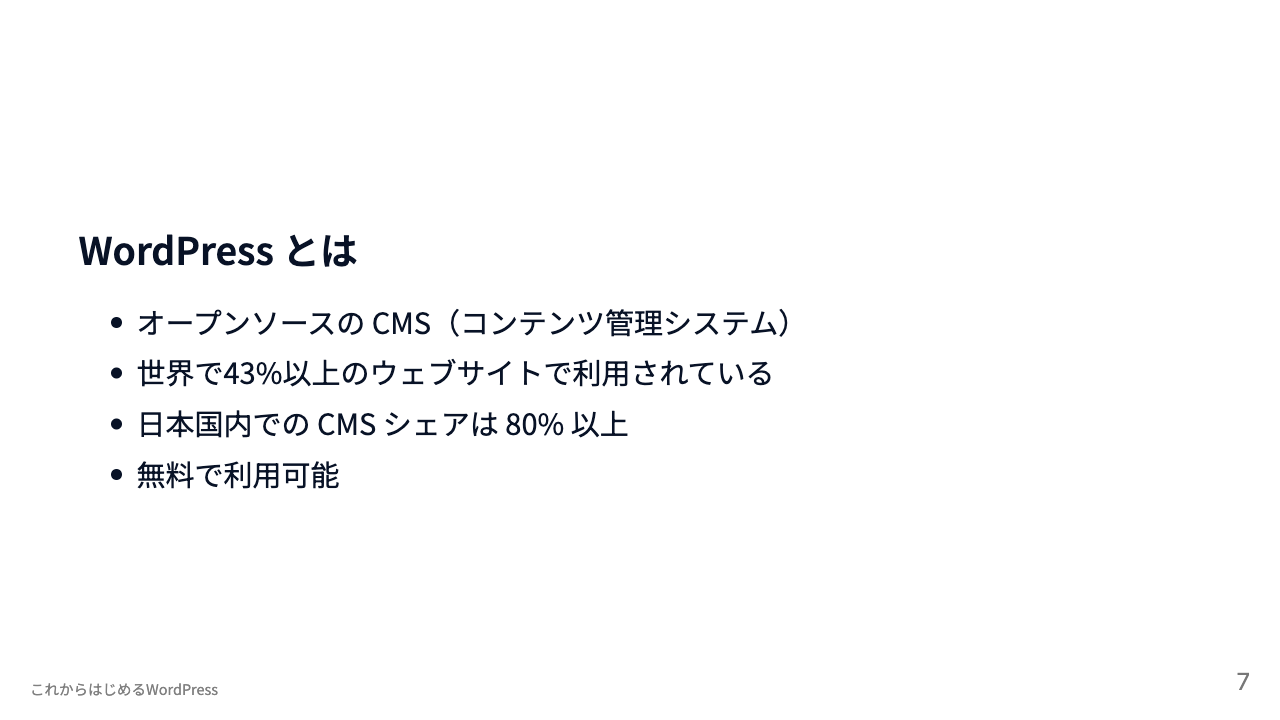 WordPress とは
オープンソースの CMS（コンテンツ管理システム）
世界で43%以上のウェブサイトで利用されている
日本国内での CMS シェアは 80% 以上
無料で利用可能
これからはじめるWordPress
7